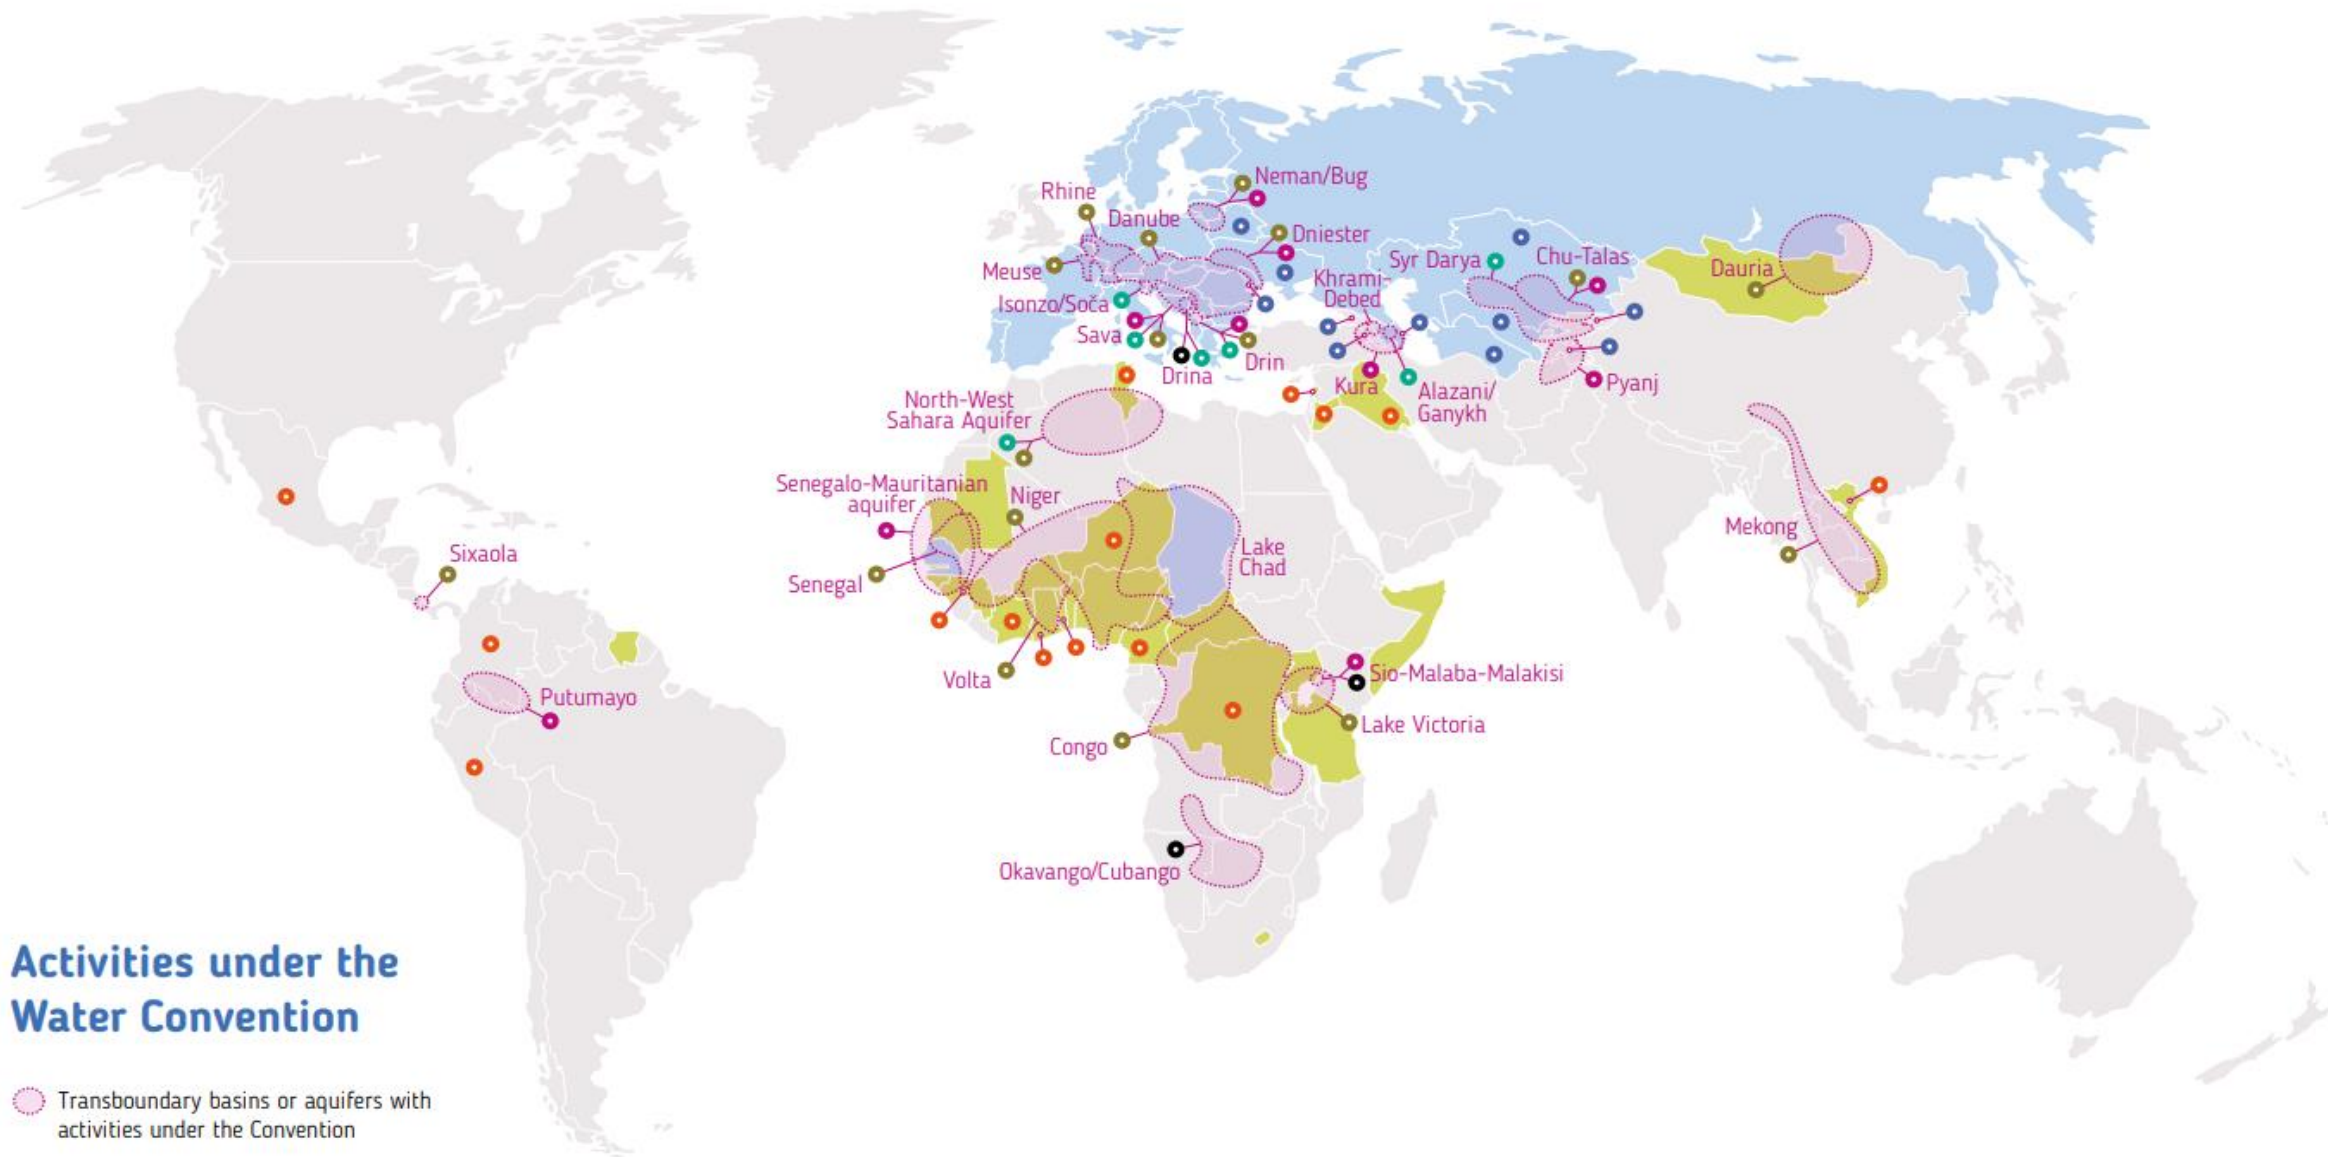 Neman/Bug
Rhine
Danube
Dniester
Meuse
Syr Darya
Chu-Talas
Dauria
Khrami-
Debed
Isonzo/Soča
Sava
Drin
Drina
Kura
Alazani/
Ganykh
Pyanj
North-West
Sahara Aquifer
Senegalo-Mauritanian
aquifer
Niger
Mekong
Sixaola
Lake
Chad
Senegal
Volta
Sio-Malaba-Malakisi
Putumayo
Lake Victoria
Congo
Okavango/Cubango
Activities under the
Water Convention
Transboundary basins or aquifers with
activities under the Convention